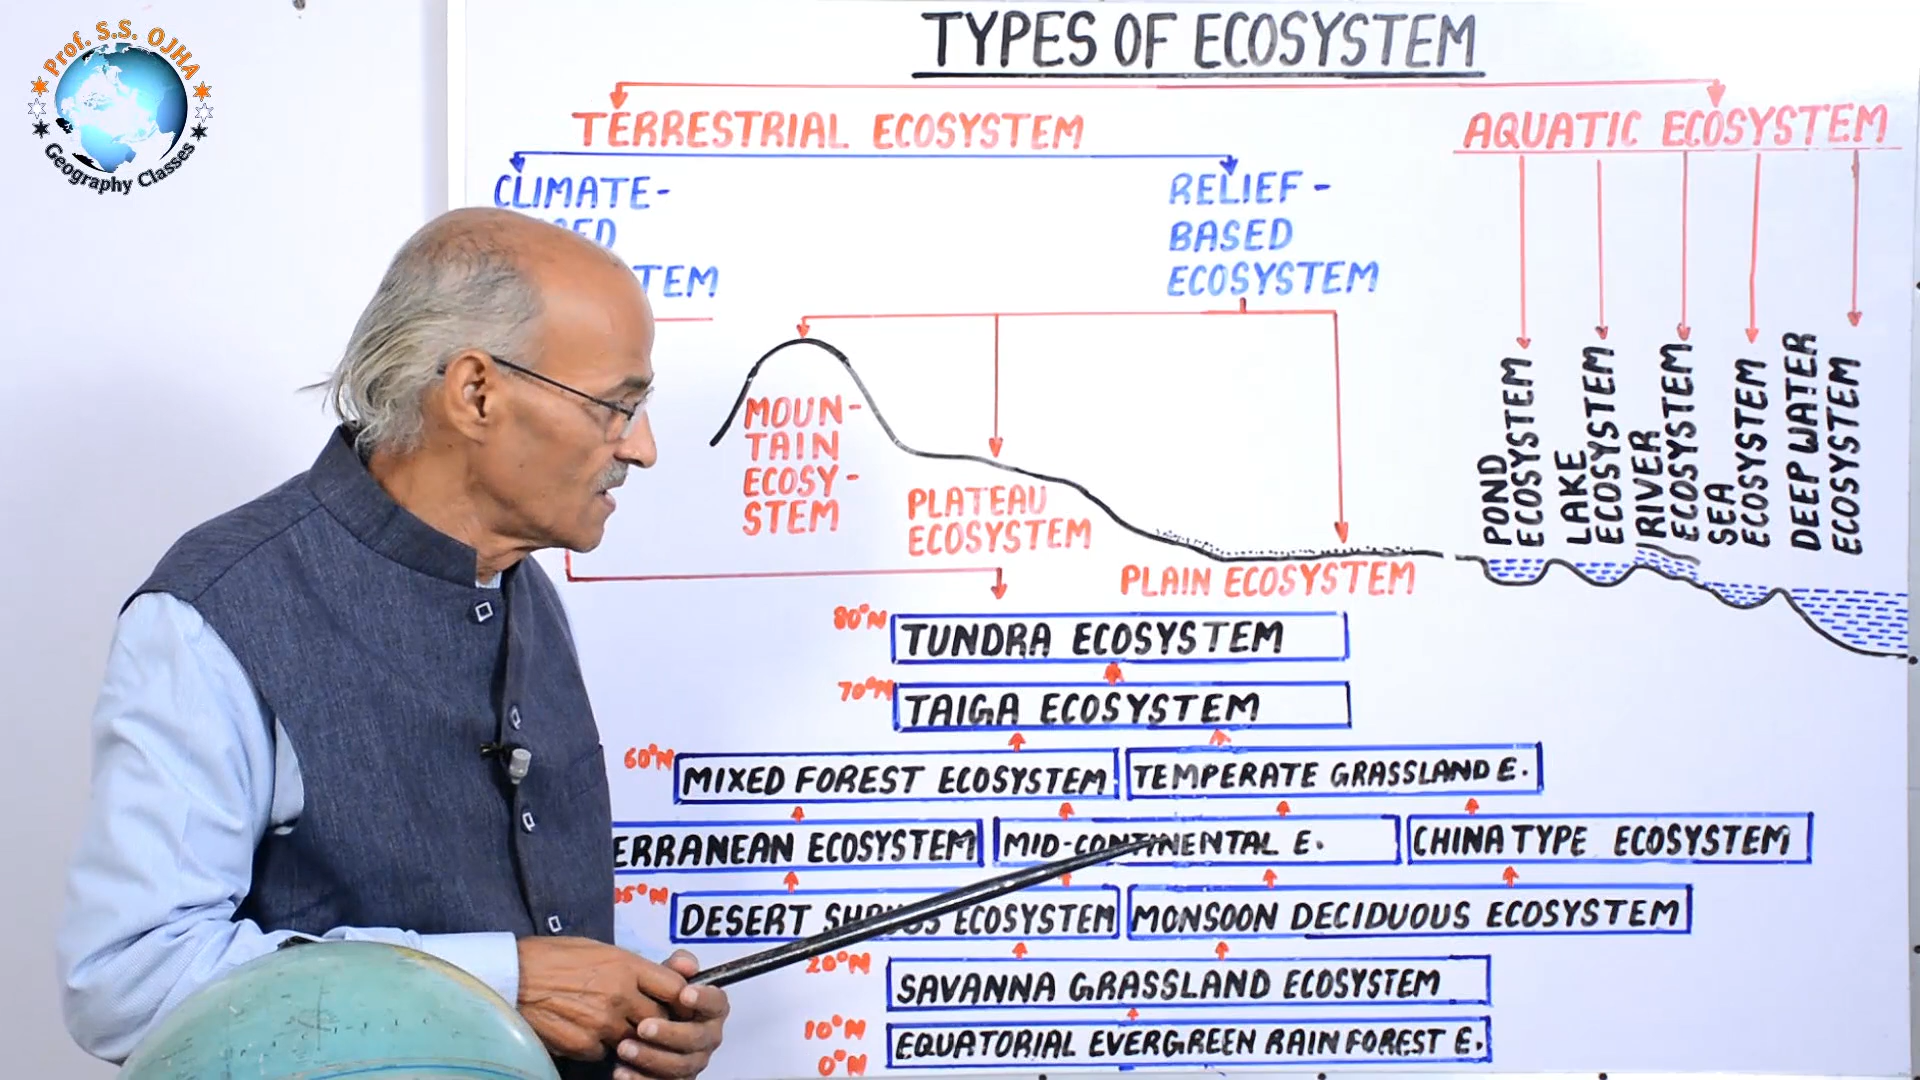 Prof. S.S. OJHA
Geography Classes
TYPES OF ECOSYSTEM
TERRESTRIAL ECOSYSTEM
AQUATIC ECOSYSTEM
CLIMATE-
RELIEF-
BASED
ECOSYSTEM
MOUN-
TAIN
ECOSY-
STEM
PLATEAU
ECOSYSTEM
PLAIN ECOSYSTEM
POND
ECOSYSTEM
LAKE
ECOSYSTEM
RIVER
ECOSYSTEM
SEA
ECOSYSTEM
DEEP WATER
ECOSYSTEM
80°N TUNDRA ECOSYSTEM
70°N TAIGA ECOSYSTEM
60°N MIXED FOREST ECOSYSTEM TEMPERATE GRASSLAND E.
ERRANEAN ECOSYSTEM MID-CONTINENTAL E. CHINA TYPE ECOSYSTEM
DESERT ECOSYSTEM MONSOON DECIDUOUS ECOSYSTEM
20°N SAVANNA GRASSLAND ECOSYSTEM
10°N EQUATORIAL EVERGREEN RAIN FOREST E.
0°N